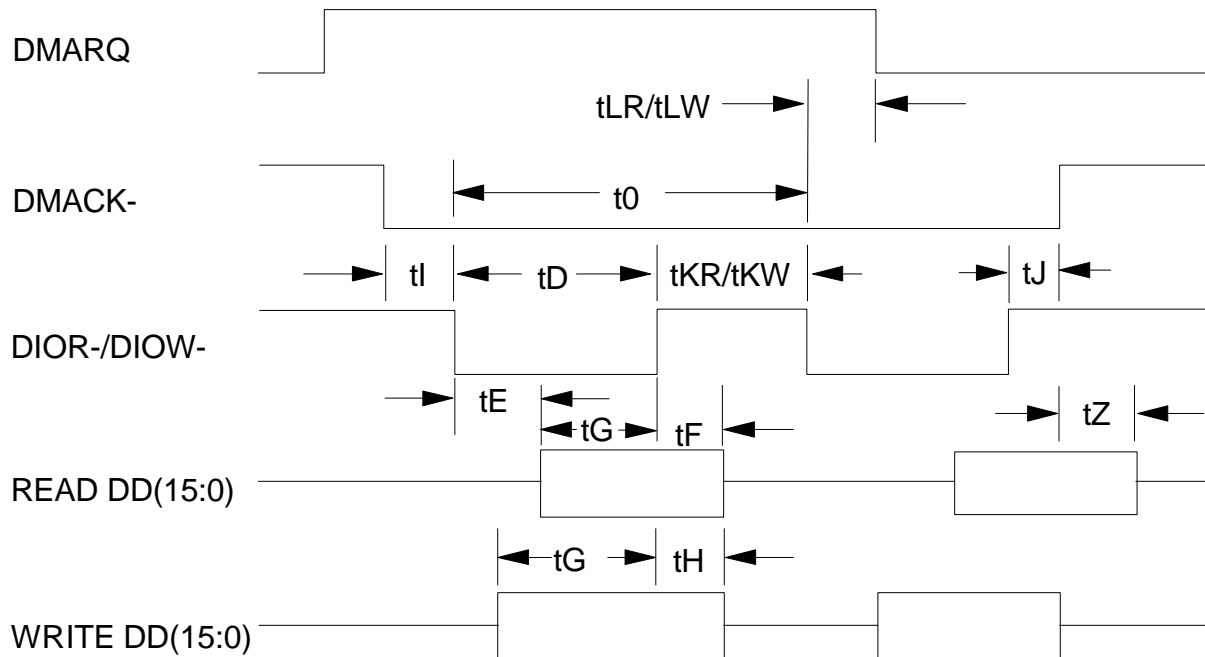 DMARQ
tLR/tLW
DMACK-
t0
tI
tD
tKR/tKW
tJ
DIOR-/DIOW-
tE
tG
tF
tZ
READ DD(15:0)
tG
tH
WRITE DD(15:0)